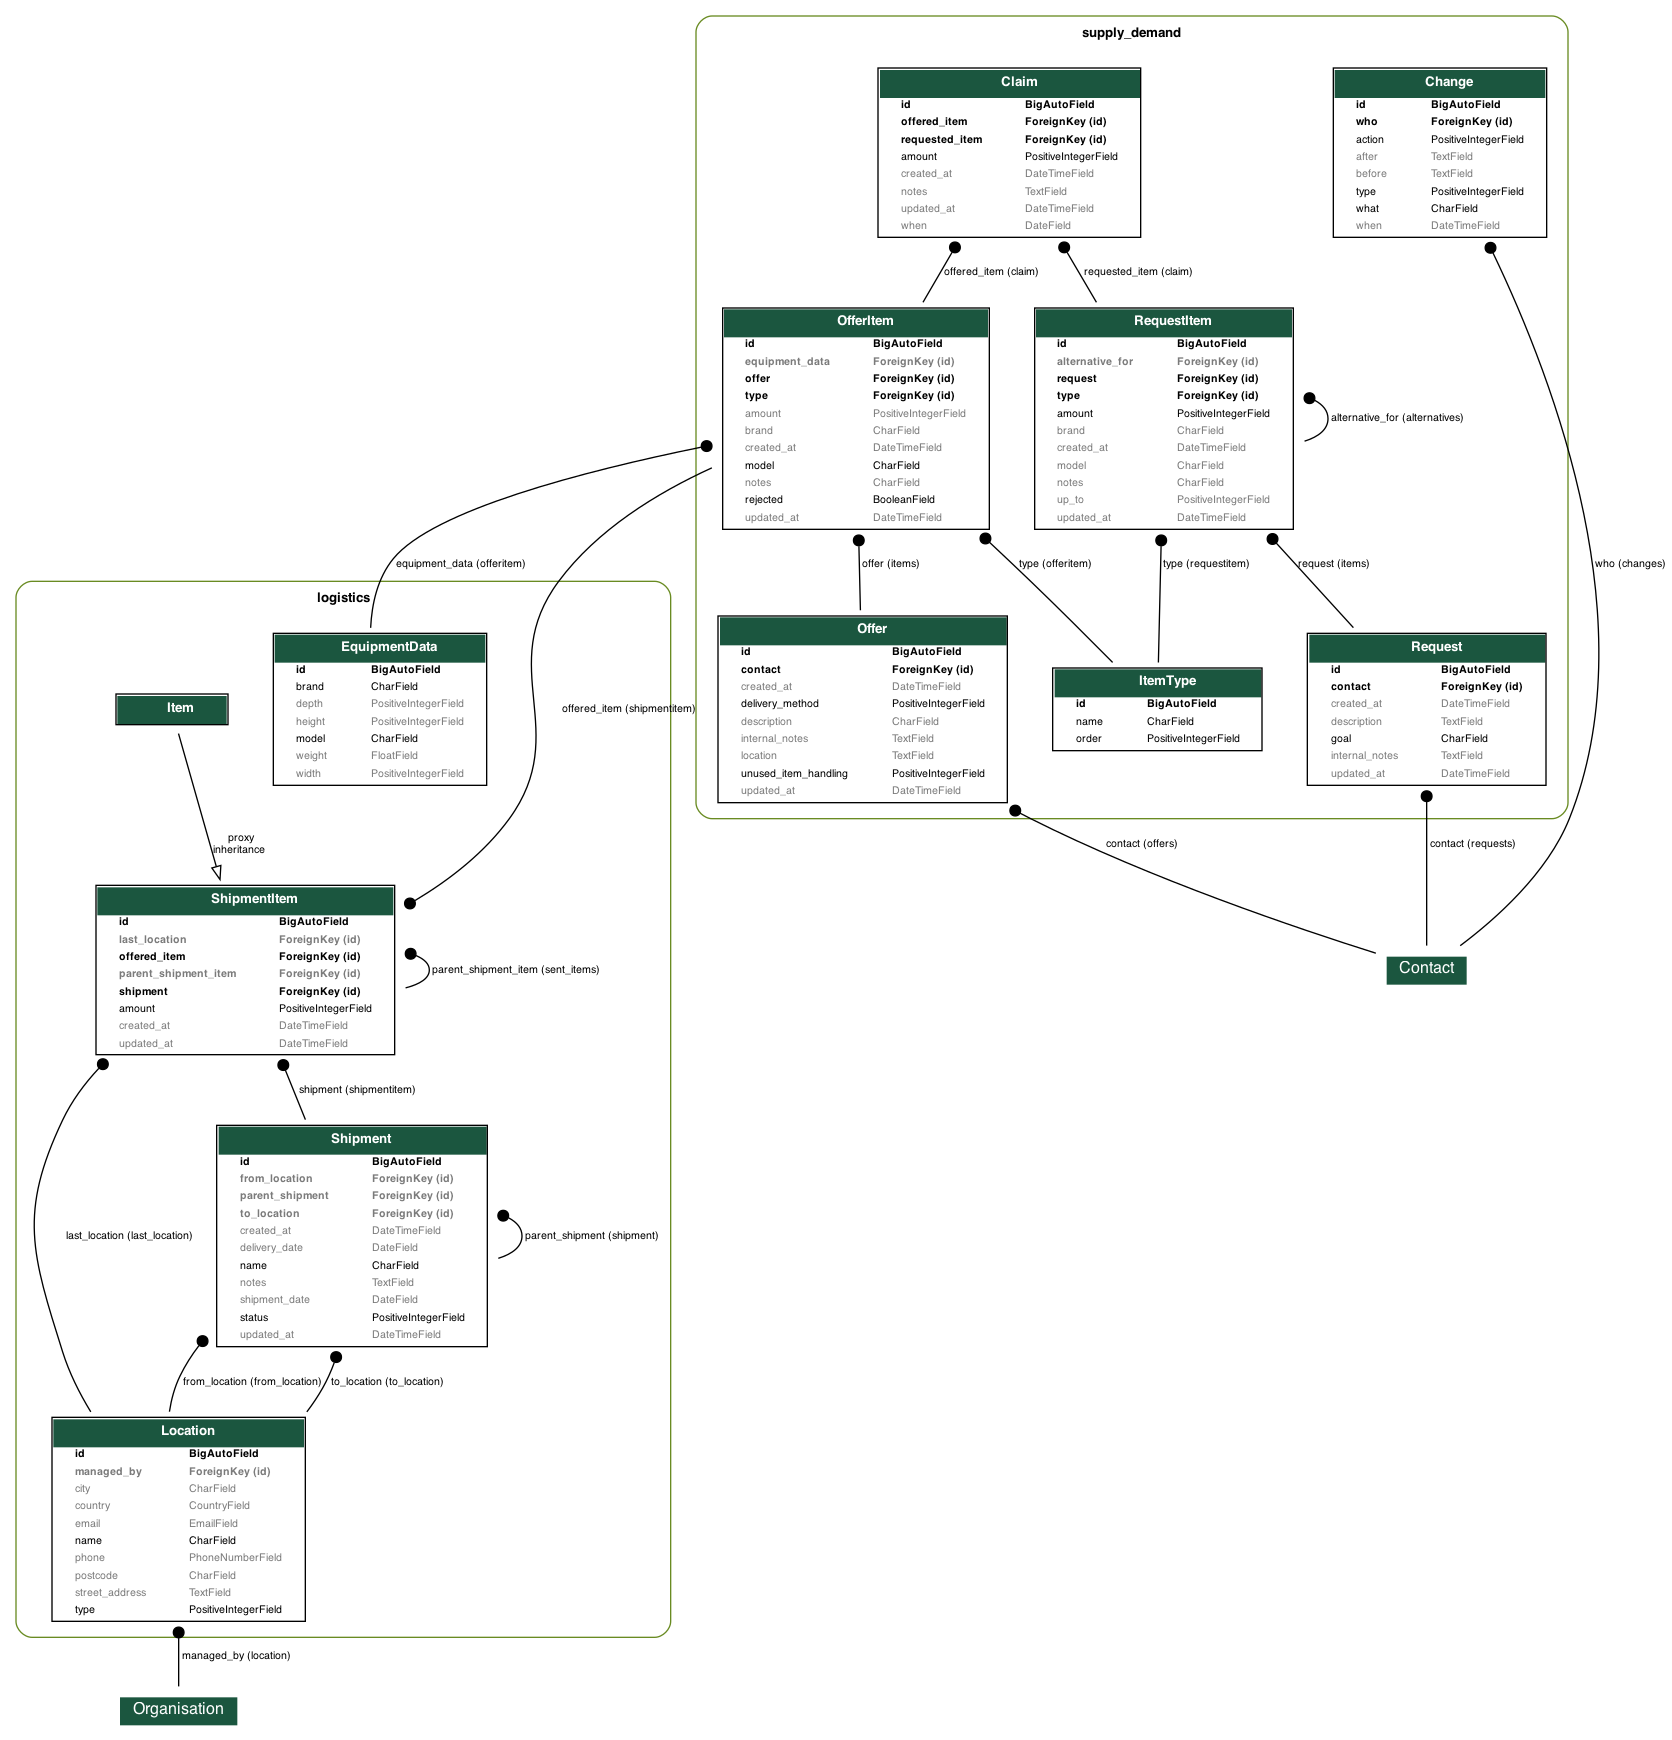 supply_demand
Claim
id BigAutoField
offered_item ForeignKey (id)
requested_item ForeignKey (id)
amount PositiveIntegerField
created_at DateTimeField
notes TextField
updated_at DateTimeField
when DateField
Change
id BigAutoField
who ForeignKey (id)
action PositiveIntegerField
after TextField
before TextField
type PositiveIntegerField
what CharField
when DateTimeField
offered_item (claim)
requested_item (claim)
OfferItem
id BigAutoField
equipment_data ForeignKey (id)
offer ForeignKey (id)
type ForeignKey (id)
amount PositiveIntegerField
brand CharField
created_at DateTimeField
model CharField
notes CharField
rejected BooleanField
updated_at DateTimeField
RequestItem
id BigAutoField
alternative_for ForeignKey (id)
request ForeignKey (id)
type ForeignKey (id)
amount PositiveIntegerField
brand CharField
created_at DateTimeField
model CharField
notes CharField
up_to PositiveIntegerField
updated_at DateTimeField
alternative_for (alternatives)
equipment_data (offeritem)
offer (items)
type (offeritem)
type (requestitem)
request (items)
who (changes)
logistics
EquipmentData
id BigAutoField
brand CharField
depth PositiveIntegerField
height PositiveIntegerField
model CharField
weight FloatField
width PositiveIntegerField
Item
offered_item (shipmentitem)
Offer
id BigAutoField
contact ForeignKey (id)
created_at DateTimeField
delivery_method PositiveIntegerField
description CharField
internal_notes TextField
location TextField
unused_item_handling PositiveIntegerField
updated_at DateTimeField
ItemType
id BigAutoField
name CharField
order PositiveIntegerField
Request
id BigAutoField
contact ForeignKey (id)
created_at DateTimeField
description TextField
goal CharField
internal_notes TextField
updated_at DateTimeField
proxy
inheritance
contact (offers)
contact (requests)
ShipmentItem
id BigAutoField
last_location ForeignKey (id)
offered_item ForeignKey (id)
parent_shipment_item ForeignKey (id)
shipment ForeignKey (id)
amount PositiveIntegerField
created_at DateTimeField
updated_at DateTimeField
parent_shipment_item (sent_items)
Contact
shipment (shipmentitem)
Shipment
id BigAutoField
from_location ForeignKey (id)
parent_shipment ForeignKey (id)
to_location ForeignKey (id)
created_at DateTimeField
delivery_date DateField
name CharField
notes TextField
shipment_date DateField
status PositiveIntegerField
updated_at DateTimeField
last_location (last_location)
parent_shipment (shipment)
from_location (from_location)
to_location (to_location)
Location
id BigAutoField
managed_by ForeignKey (id)
city CharField
country CountryField
email EmailField
name CharField
phone PhoneNumberField
postcode CharField
street_address TextField
type PositiveIntegerField
managed_by (location)
Organisation